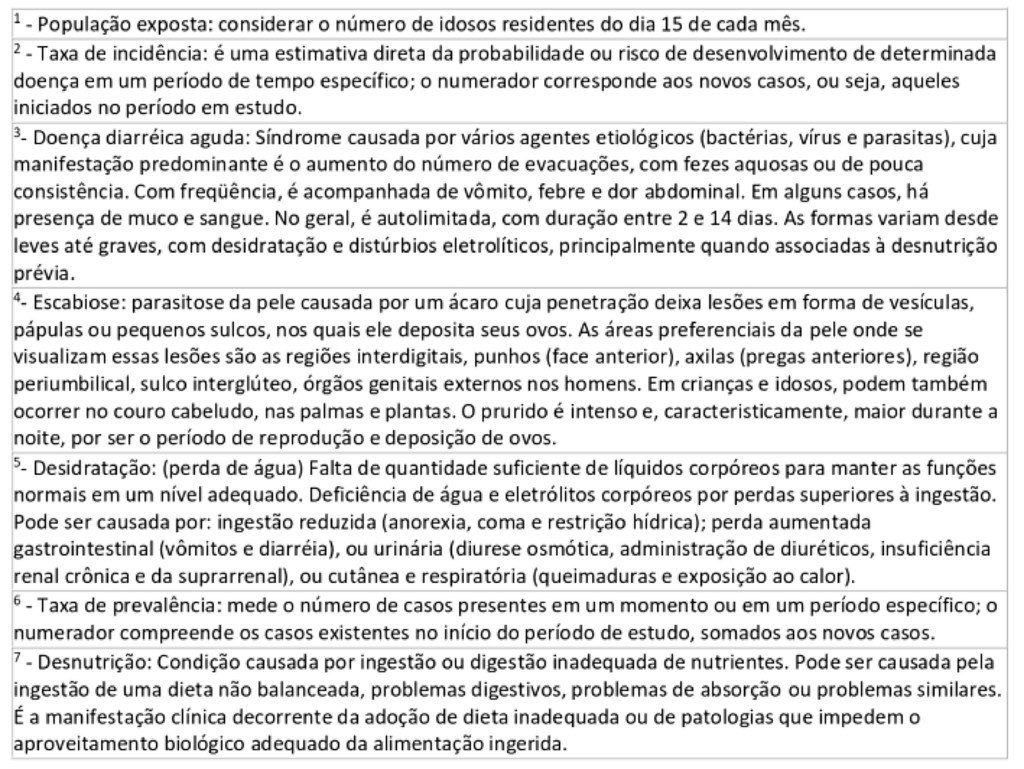 ¹ - População exposta: considerar o número de idosos residentes do dia 15 de cada mês.
² - Taxa de incidência: é uma estimativa direta da probabilidade ou risco de desenvolvimento de determinada
doença em um período de tempo específico; o numerador corresponde aos novos casos, ou seja, aqueles
iniciados no período em estudo.
³- Doença diarréica aguda: Síndrome causada por vários agentes etiológicos (bactérias, vírus e parasitas), cuja
manifestação predominante é o aumento do número de evacuações, com fezes aquosas ou de pouca
consistência. Com freqüência, é acompanhada de vômito, febre e dor abdominal. Em alguns casos, há
presença de muco e sangue. No geral, é autolimitada, com duração entre 2 e 14 dias. As formas variam desde
leves até graves, com desidratação e distúrbios eletrolíticos, principalmente quando associadas à desnutrição
prévia.
⁴- Escabiose: parasitose da pele causada por um ácaro cuja penetração deixa lesões em forma de vesículas,
pápulas ou pequenos sulcos, nos quais ele deposita seus ovos. As áreas preferenciais da pele onde se
visualizam essas lesões são as regiões interdigitais, punhos (face anterior), axilas (pregas anteriores), região
periumbilical, sulco interglúteo, órgãos genitais externos nos homens. Em crianças e idosos, podem também
ocorrer no couro cabeludo, nas palmas e plantas. O prurido é intenso e, caracteristicamente, maior durante a
noite, por ser o período de reprodução e deposição de ovos.
⁵- Desidratação: (perda de água) Falta de quantidade suficiente de líquidos corpóreos para manter as funções
normais em um nível adequado. Deficiência de água e eletrólitos corpóreos por perdas superiores à ingestão.
Pode ser causada por: ingestão reduzida (anorexia, coma e restrição hídrica); perda aumentada
gastrointestinal (vômitos e diarréia), ou urinária (diurese osmótica, administração de diuréticos, insuficiência
renal crônica e da suprarrenal), ou cutânea e respiratória (queimaduras e exposição ao calor).
⁶ - Taxa de prevalência: mede o número de casos presentes em um momento ou em um período específico; o
numerador compreende os casos existentes no início do período de estudo, somados aos novos casos.
⁷ - Desnutrição: Condição causada por ingestão ou digestão inadequada de nutrientes. Pode ser causada pela
ingestão de uma dieta não balanceada, problemas digestivos, problemas de absorção ou problemas similares.
É a manifestação clínica decorrente da adoção de dieta inadequada ou de patologias que impedem o
aproveitamento biológico adequado da alimentação ingerida.